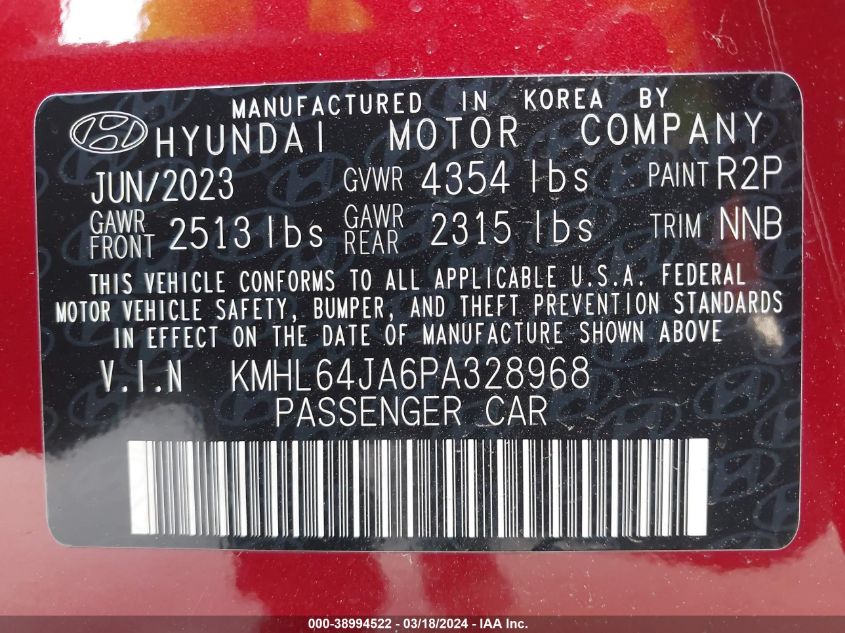 MANUFACTURED IN KOREA BY
HYUNDAI MOTOR COMPANY
JUN/2023 GVWR 4354 lbs PAINT R2P
GAWR FRONT 2513 lbs GAWR REAR 2315 lbs TRIM NNB
THIS VEHICLE CONFORMS TO ALL APPLICABLE U.S.A. FEDERAL
MOTOR VEHICLE SAFETY, BUMPER, AND THEFT PREVENTION STANDARDS
IN EFFECT ON THE DATE OF MANUFACTURE SHOWN ABOVE
V.I.N KMHL64JA6PA328968
PASSENGER CAR
000-38994522 - 03/18/2024 - IAA Inc.